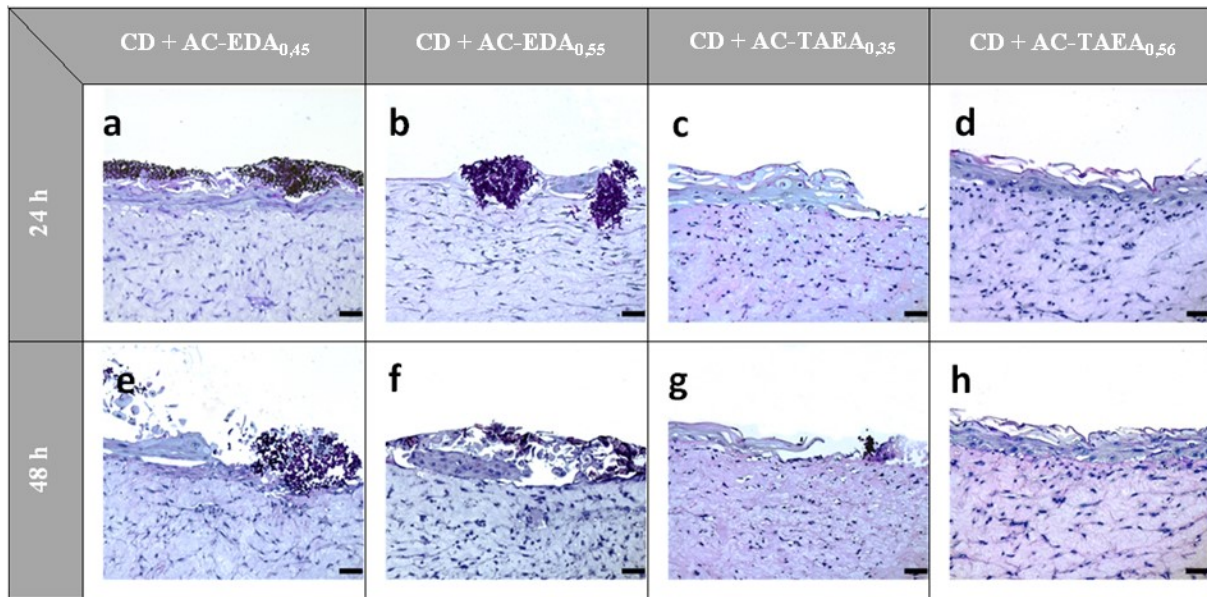 CD + AC-EDA0,45
CD + AC-EDA0,55
CD + AC-TAEA0,35
CD + AC-TAEA0,56
24 h
a
b
c
d
48 h
e
f
g
h